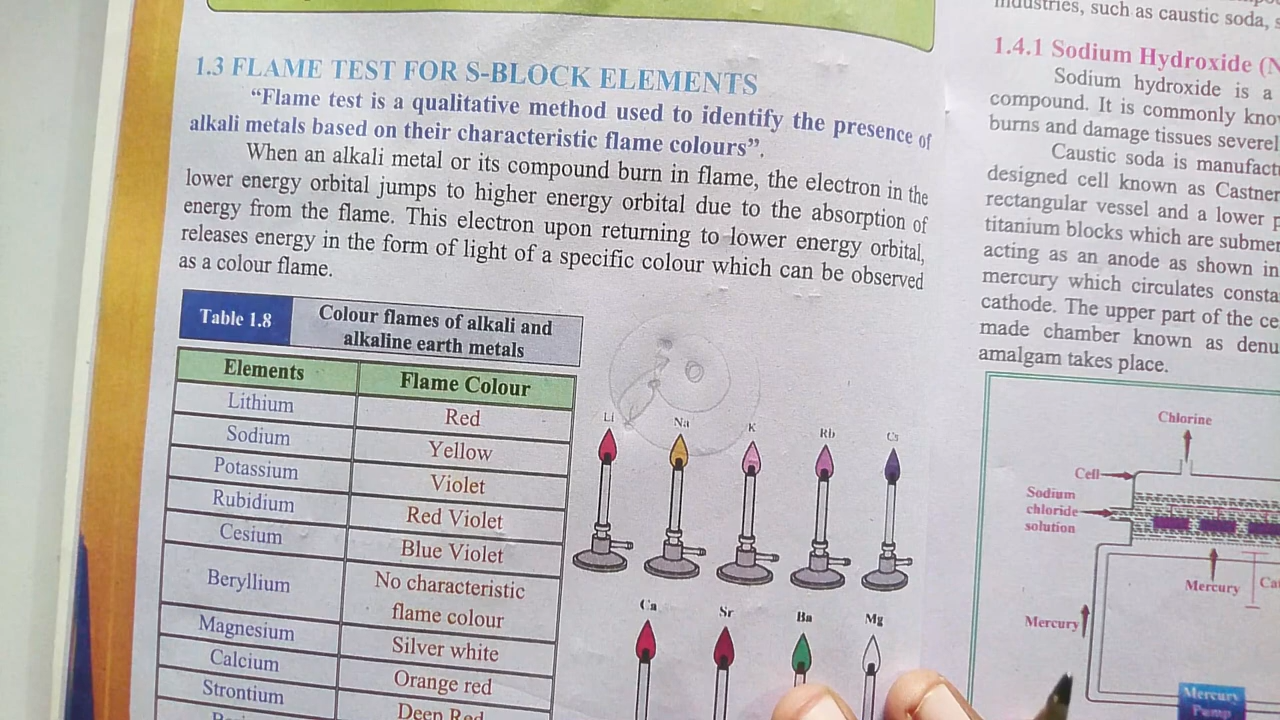 1.3 FLAME TEST FOR S-BLOCK ELEMENTS
“Flame test is a qualitative method used to identify the presence of
alkali metals based on their characteristic flame colours”.
When an alkali metal or its compound burn in flame, the electron in the
lower energy orbital jumps to higher energy orbital due to the absorption of
energy from the flame. This electron upon returning to lower energy orbital,
releases energy in the form of light of a specific colour which can be observed
as a colour flame.
Table 1.8
Colour flames of alkali and
alkaline earth metals
Elements Flame Colour
Lithium Red
Sodium Yellow
Potassium Violet
Rubidium Red Violet
Cesium Blue Violet
Beryllium No characteristic
flame colour
Magnesium Silver white
Calcium Orange red
Strontium Deep Red
Li Na K Rb Cs
Ca Sr Ba Mg
industries, such as caustic soda,
1.4.1 Sodium Hydroxide (N
Sodium hydroxide is a
compound. It is commonly
burns and damage tissues
Caustic soda is
designed cell known as Castner
rectangular vessel and a lower
titanium blocks which are
acting as an anode as shown in
mercury which circulates
cathode. The upper part of the
made chamber known as
amalgam takes place.
Chlorine
Cell
Sodium
chloride
solution
Mercury
Mercury
Mercury
Pump